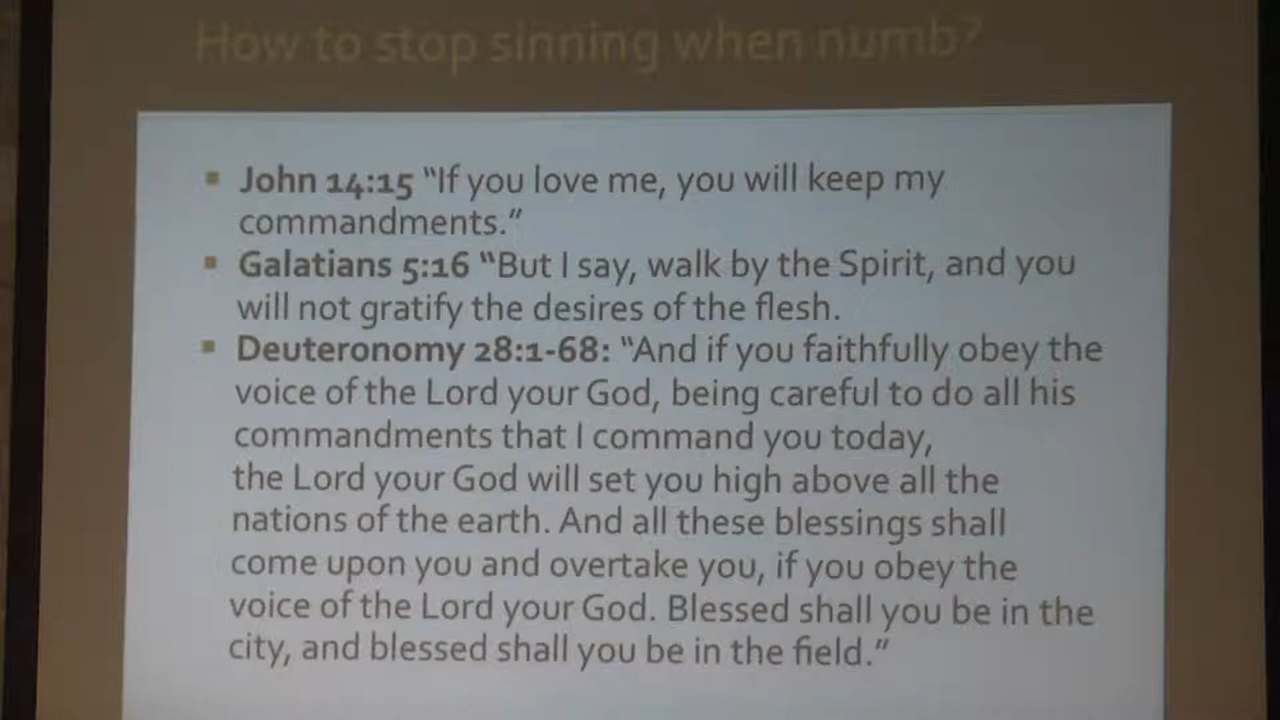 How to stop sinning when numb?
▪ John 14:15 “If you love me, you will keep my
commandments.”
▪ Galatians 5:16 “But I say, walk by the Spirit, and you
will not gratify the desires of the flesh.
▪ Deuteronomy 28:1-68: “And if you faithfully obey the
voice of the Lord your God, being careful to do all his
commandments that I command you today,
the Lord your God will set you high above all the
nations of the earth. And all these blessings shall
come upon you and overtake you, if you obey the
voice of the Lord your God. Blessed shall you be in the
city, and blessed shall you be in the field.”